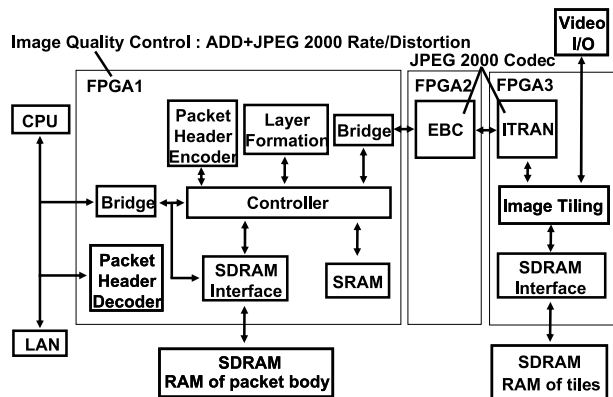 Video
I/O
Image Quality Control : ADD+JPEG 2000 Rate/Distortion
JPEG 2000 Codec
FPGA1
FPGA2
FPGA3
CPU
Packet
Header
Encoder
Layer
Formation
Bridge
EBC
ITRAN
Bridge
Controller
Image Tiling
Packet
Header
Decoder
SDRAM
Interface
SRAM
SDRAM
Interface
LAN
SDRAM
RAM of packet body
SDRAM
RAM of tiles